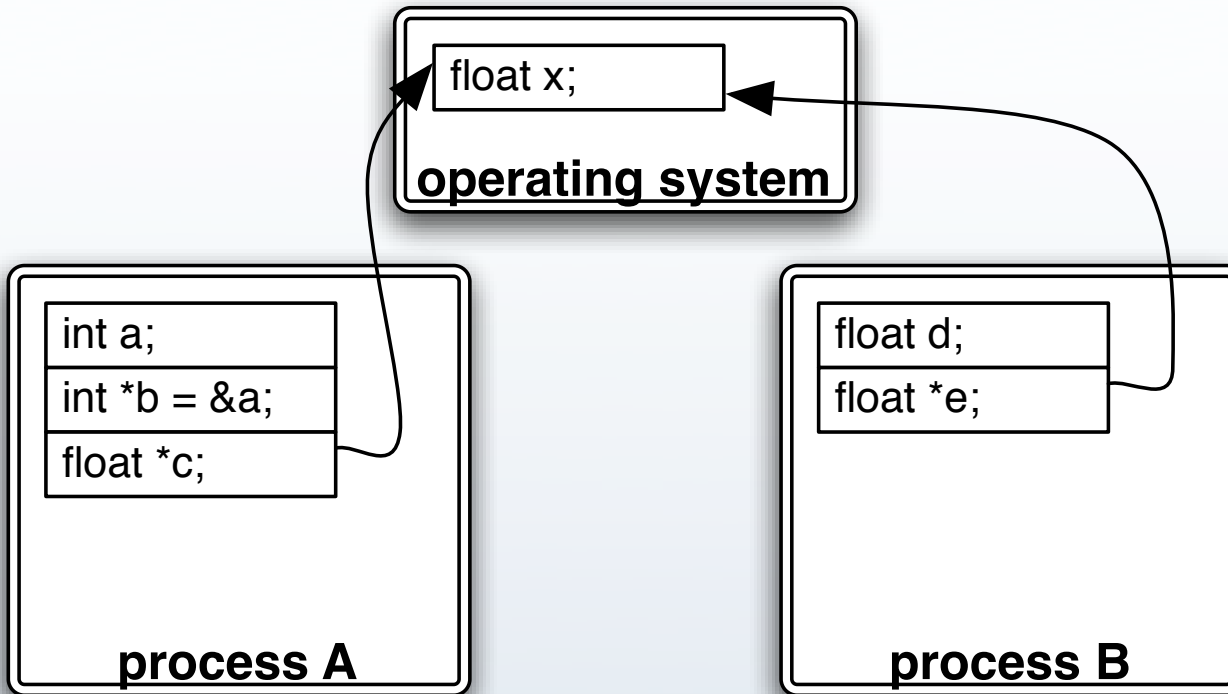 float x;
operating system
int a;
int *b = &a;
float *c;
process A
float d;
float *e;
process B